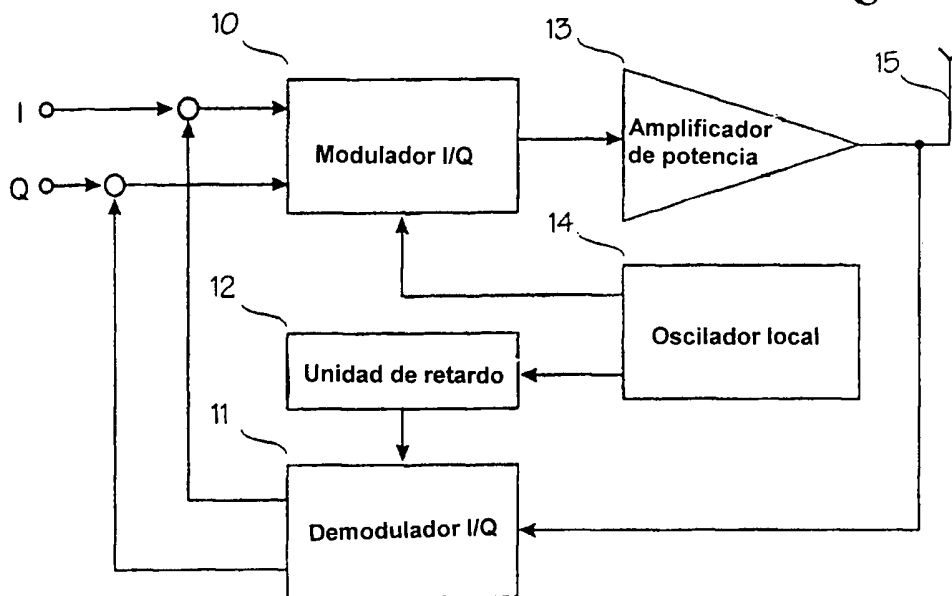 10
13
15
I
Modulador I/Q
Amplificador
de potencia
Q
14
12
Oscilador local
Unidad de retardo
11
Demodulador I/Q